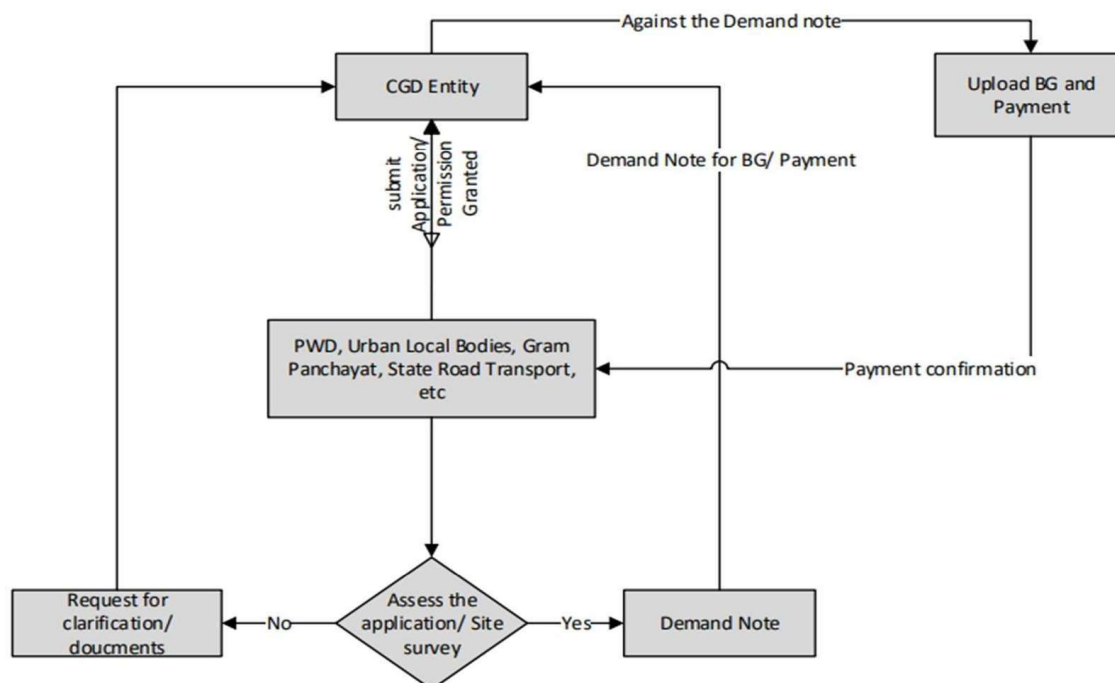 Against the Demand note
CGD Entity
Upload BG and
Payment
submit
Application/
Permission
Granted
Demand Note for BG/ Payment
PWD, Urban Local Bodies, Gram
Panchayat, State Road Transport,
etc
Payment confirmation
Request for
clarification/
doucments
No
Assess the
application/ Site
survey
Yes
Demand Note